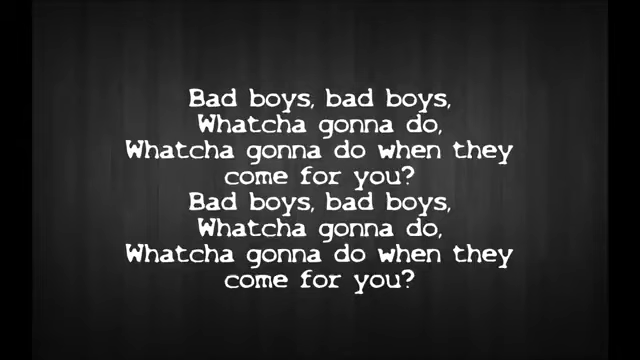 Bad boys, bad boys,
Whatcha gonna do,
Whatcha gonna do when they
come for you?
Bad boys, bad boys,
Whatcha gonna do,
Whatcha gonna do when they
come for you?